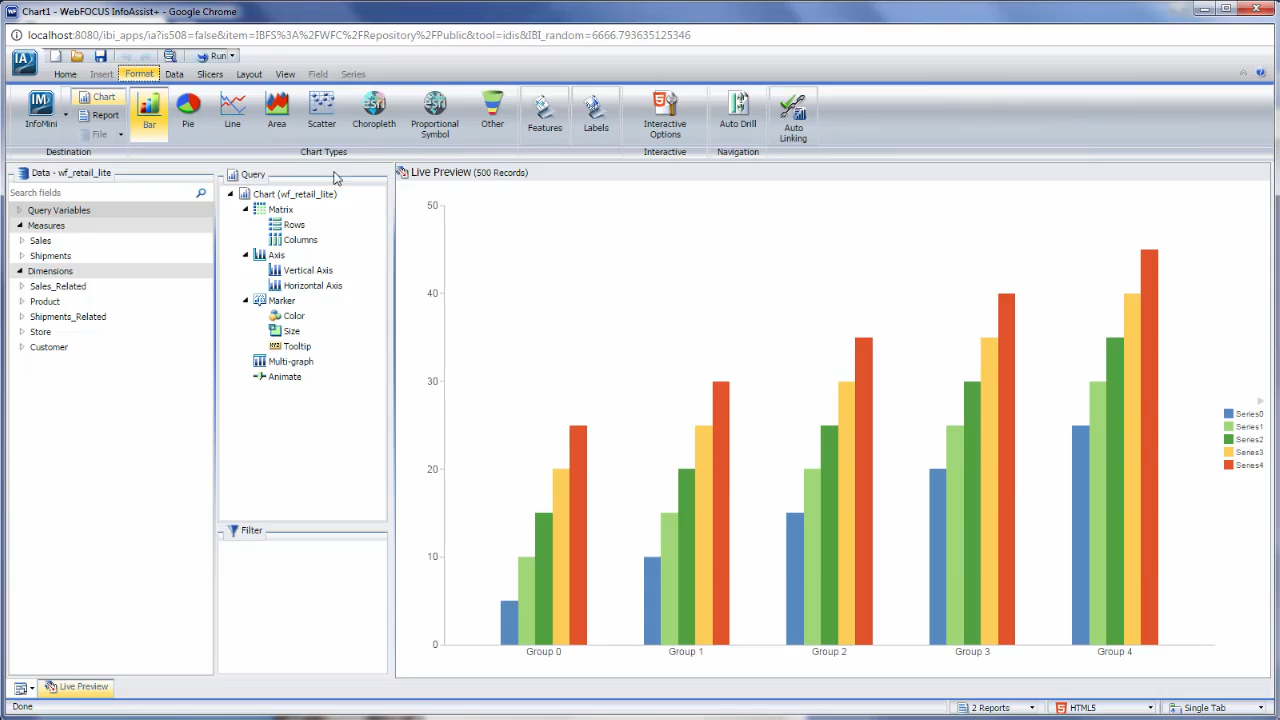 Chart1 - WebFOCUS InfoAssist+ - Google Chrome
localhost:8080/ibi_apps/ia?is508=false&item=IBFS%3A%2FWFC%2FRepository%2FPublic&tool=idis&IBI_random=6666.793635125346
IA
Run
Home Insert Format Data Slicers Layout View Field Series
InfoMini
Chart
Report
File
Bar Pie Line Area Scatter
esri Choropleth
esri Proportional Symbol
Other
Features
Labels
Interactive Options
Auto Drill
Auto Linking
Destination Chart Types Interactive Navigation
Data - wf_retail_lite
Search fields
Query Variables
Measures
Sales
Shipments
Dimensions
Sales_Related
Product
Shipments_Related
Store
Customer
Query
Chart (wf_retail_lite)
Matrix
Rows
Columns
Axis
Vertical Axis
Horizontal Axis
Marker
Color
Size
Tooltip
Multi-graph
Animate
Filter
Live Preview (500 Records)
50
40
30
20
10
0
Group 0 Group 1 Group 2 Group 3 Group 4
Series0
Series1
Series2
Series3
Series4
Live Preview
Done
2 Reports
HTML5
Single Tab